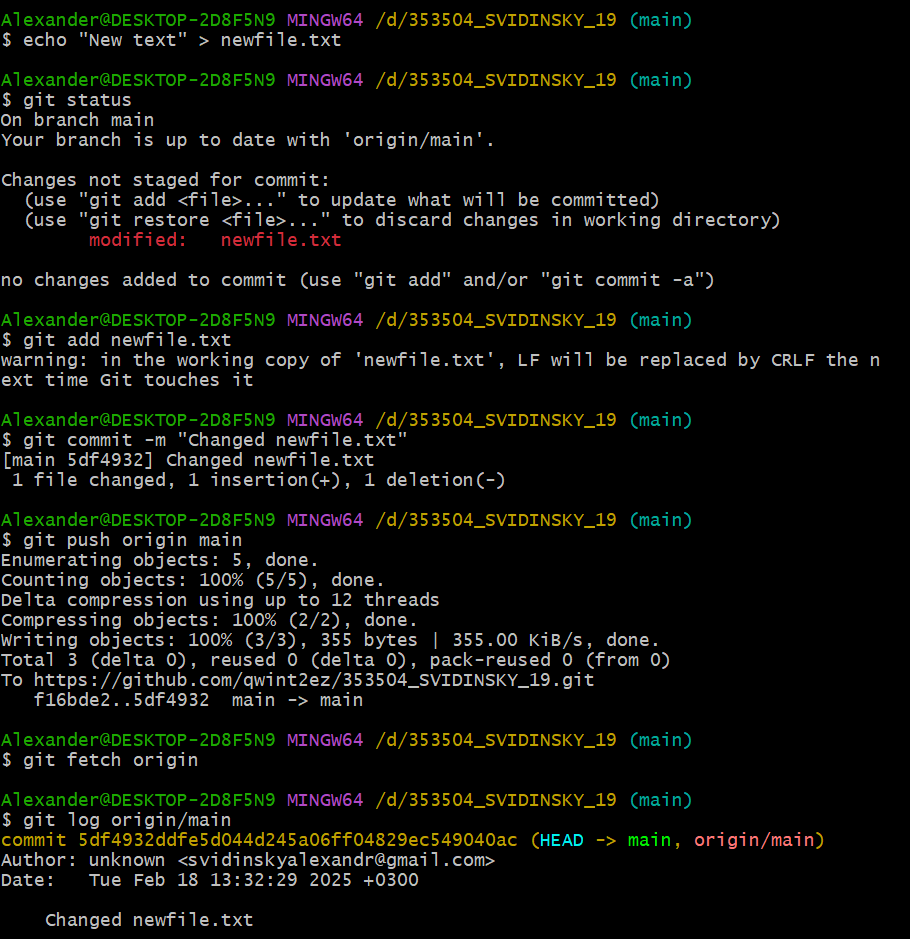 Alexander@DESKTOP-2D8F5N9 MINGW64 /d/353504_SVIDINSKY_19 (main)
$ echo "New text" > newfile.txt

Alexander@DESKTOP-2D8F5N9 MINGW64 /d/353504_SVIDINSKY_19 (main)
$ git status
On branch main
Your branch is up to date with 'origin/main'.

Changes not staged for commit:
  (use "git add <file>..." to update what will be committed)
  (use "git restore <file>..." to discard changes in working directory)
        modified:   newfile.txt

no changes added to commit (use "git add" and/or "git commit -a")

Alexander@DESKTOP-2D8F5N9 MINGW64 /d/353504_SVIDINSKY_19 (main)
$ git add newfile.txt
warning: in the working copy of 'newfile.txt', LF will be replaced by CRLF the n
ext time Git touches it

Alexander@DESKTOP-2D8F5N9 MINGW64 /d/353504_SVIDINSKY_19 (main)
$ git commit -m "Changed newfile.txt"
[main 5df4932] Changed newfile.txt
 1 file changed, 1 insertion(+), 1 deletion(-)

Alexander@DESKTOP-2D8F5N9 MINGW64 /d/353504_SVIDINSKY_19 (main)
$ git push origin main
Enumerating objects: 5, done.
Counting objects: 100% (5/5), done.
Delta compression using up to 12 threads
Compressing objects: 100% (2/2), done.
Writing objects: 100% (3/3), 355 bytes | 355.00 KiB/s, done.
Total 3 (delta 0), reused 0 (delta 0), pack-reused 0 (from 0)
To https://github.com/qwint2ez/353504_SVIDINSKY_19.git
   f16bde2..5df4932  main -> main

Alexander@DESKTOP-2D8F5N9 MINGW64 /d/353504_SVIDINSKY_19 (main)
$ git fetch origin

Alexander@DESKTOP-2D8F5N9 MINGW64 /d/353504_SVIDINSKY_19 (main)
$ git log origin/main
commit 5df4932ddfe5d044d245a06ff04829ec549040ac (HEAD -> main, origin/main)
Author: unknown <svidinskyalexandr@gmail.com>
Date:   Tue Feb 18 13:32:29 2025 +0300

    Changed newfile.txt